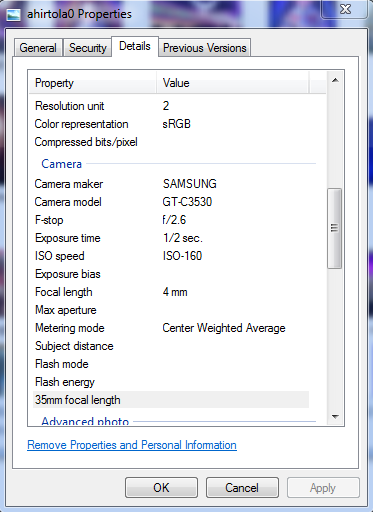 ahirtola0 Properties
General Security Details Previous Versions
Property Value
Resolution unit 2
Color representation sRGB
Compressed bits/pixel
Camera
Camera maker SAMSUNG
Camera model GT-C3530
F-stop f/2.6
Exposure time 1/2 sec.
ISO speed ISO-160
Exposure bias
Focal length 4 mm
Max aperture
Metering mode Center Weighted Average
Subject distance
Flash mode
Flash energy
35mm focal length
Advanced photo
Remove Properties and Personal Information
OK Cancel Apply